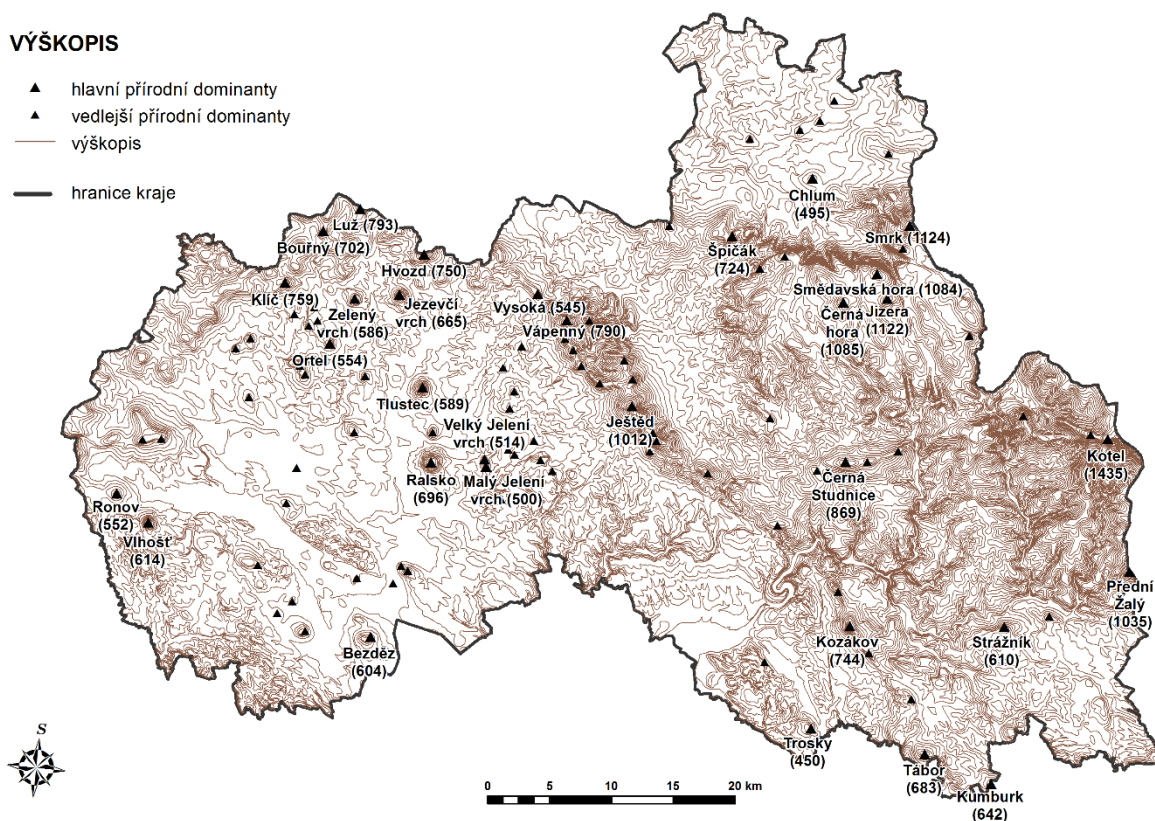 VÝŠKOPIS
hlavní přírodní dominanty
vedlejší přírodní dominanty
výškopis
hranice kraje
Luž (793)
Bouřný (702)
Hvozd (750)
Klíč (759)
Zelený
vrch (586)
Jezevčí
vrch (665)
Ortel (554)
Vysoká (545)
Vápenný (790)
Chlum
(495)
Špičák
(724)
Smrk (1124)
Smědavská hora (1084)
Černá
hora
(1085)
Jizera
(1122)
Tlustec (589)
Velký Jelení
vrch (514)
Ještěd
(1012)
Ralsko
(696)
Malý Jelení
vrch (500)
Černá
Studnice
(869)
Kotel
(1435)
Ronov
(552)
Vlhošť
(614)
Přední
Žalý
(1035)
Bezděz
(604)
Kozákov
(744)
Strážník
(610)
Trosky
(450)
Tábor
(683)
Kumburk
(642)
S
0 5 10 15 20 km